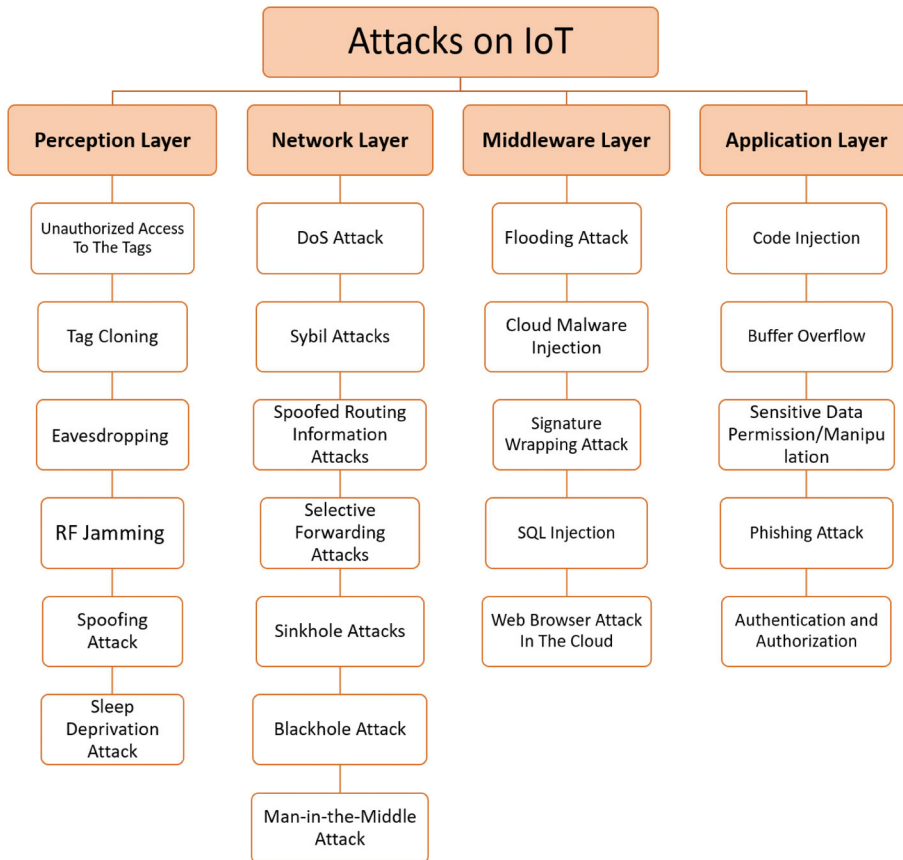 Attacks on IoT
Perception Layer
Unauthorized Access
To The Tags
Tag Cloning
Eavesdropping
RF Jamming
Spoofing
Attack
Sleep
Deprivation
Attack
Network Layer
DoS Attack
Sybil Attacks
Spoofed Routing
Information
Attacks
Selective
Forwarding
Attacks
Sinkhole Attacks
Blackhole Attack
Man-in-the-Middle
Attack
Middleware Layer
Flooding Attack
Cloud Malware
Injection
Signature
Wrapping Attack
SQL Injection
Web Browser Attack
In The Cloud
Application Layer
Code Injection
Buffer Overflow
Sensitive Data
Permission/Manipu
lation
Phishing Attack
Authentication and
Authorization